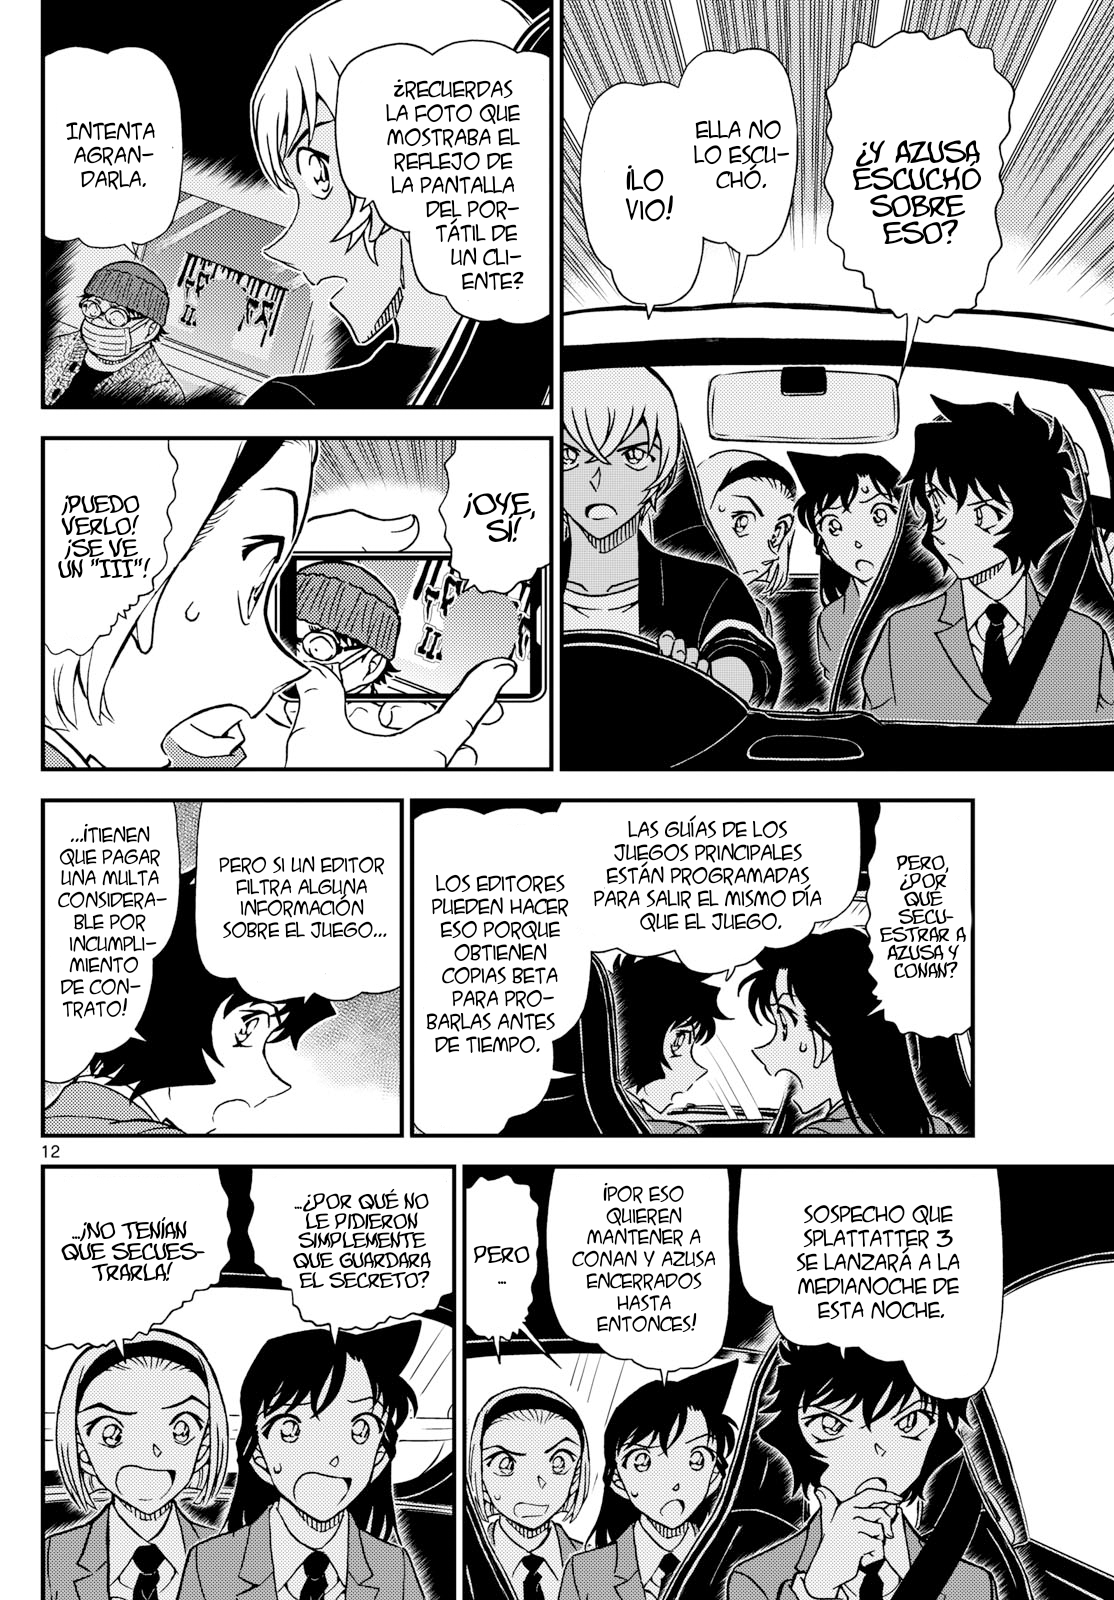 ¿Y AZUSA
ESCUCHÓ
SOBRE
ESO?
ELLA NO
LO ESCU-
CHÓ.
¡LO
VIO!
¿RECUERDAS
LA FOTO QUE
MOSTRABA EL
REFLEJO DE
LA PANTALLA
DEL POR-
TÁTIL DE
UN CLI-
ENTE?
INTENTA
AGRAN-
DARLA.
¡OYE,
SÍ!
¡PUEDO
VERLO!
¡SE VE
UN "III"!
PERO,
¿POR
QUÉ
SECU-
ESTRAR A
AZUSA Y
CONAN?
LAS GUÍAS DE LOS
JUEGOS PRINCIPALES
ESTÁN PROGRAMADAS
PARA SALIR EL MISMO DÍA
QUE EL JUEGO.
LOS EDITORES
PUEDEN HACER
ESO PORQUE
OBTIENEN
COPIAS BETA
PARA PRO-
BARLAS ANTES
DE TIEMPO.
PERO SI UN EDITOR
FILTRA ALGUNA
INFORMACIÓN
SOBRE EL JUEGO...
...¡TIENEN
QUE PAGAR
UNA MULTA
CONSIDERA-
BLE POR
INCUMPLI-
MIENTO
DE CON-
TRATO!
12
SOSPECHO QUE
SPLATTATTER 3
SE LANZARÁ A LA
MEDIANOCHE DE
ESTA NOCHE.
¡POR ESO
QUIEREN
MANTENER A
CONAN Y AZUSA
ENCERRADOS
HASTA
ENTONCES!
PERO
...
...¿POR QUÉ NO
LE PIDIERON
SIMPLEMENTE
QUE GUARDARA
EL SECRETO?
...¡NO TENÍAN
QUE SECUES-
TRARLA!